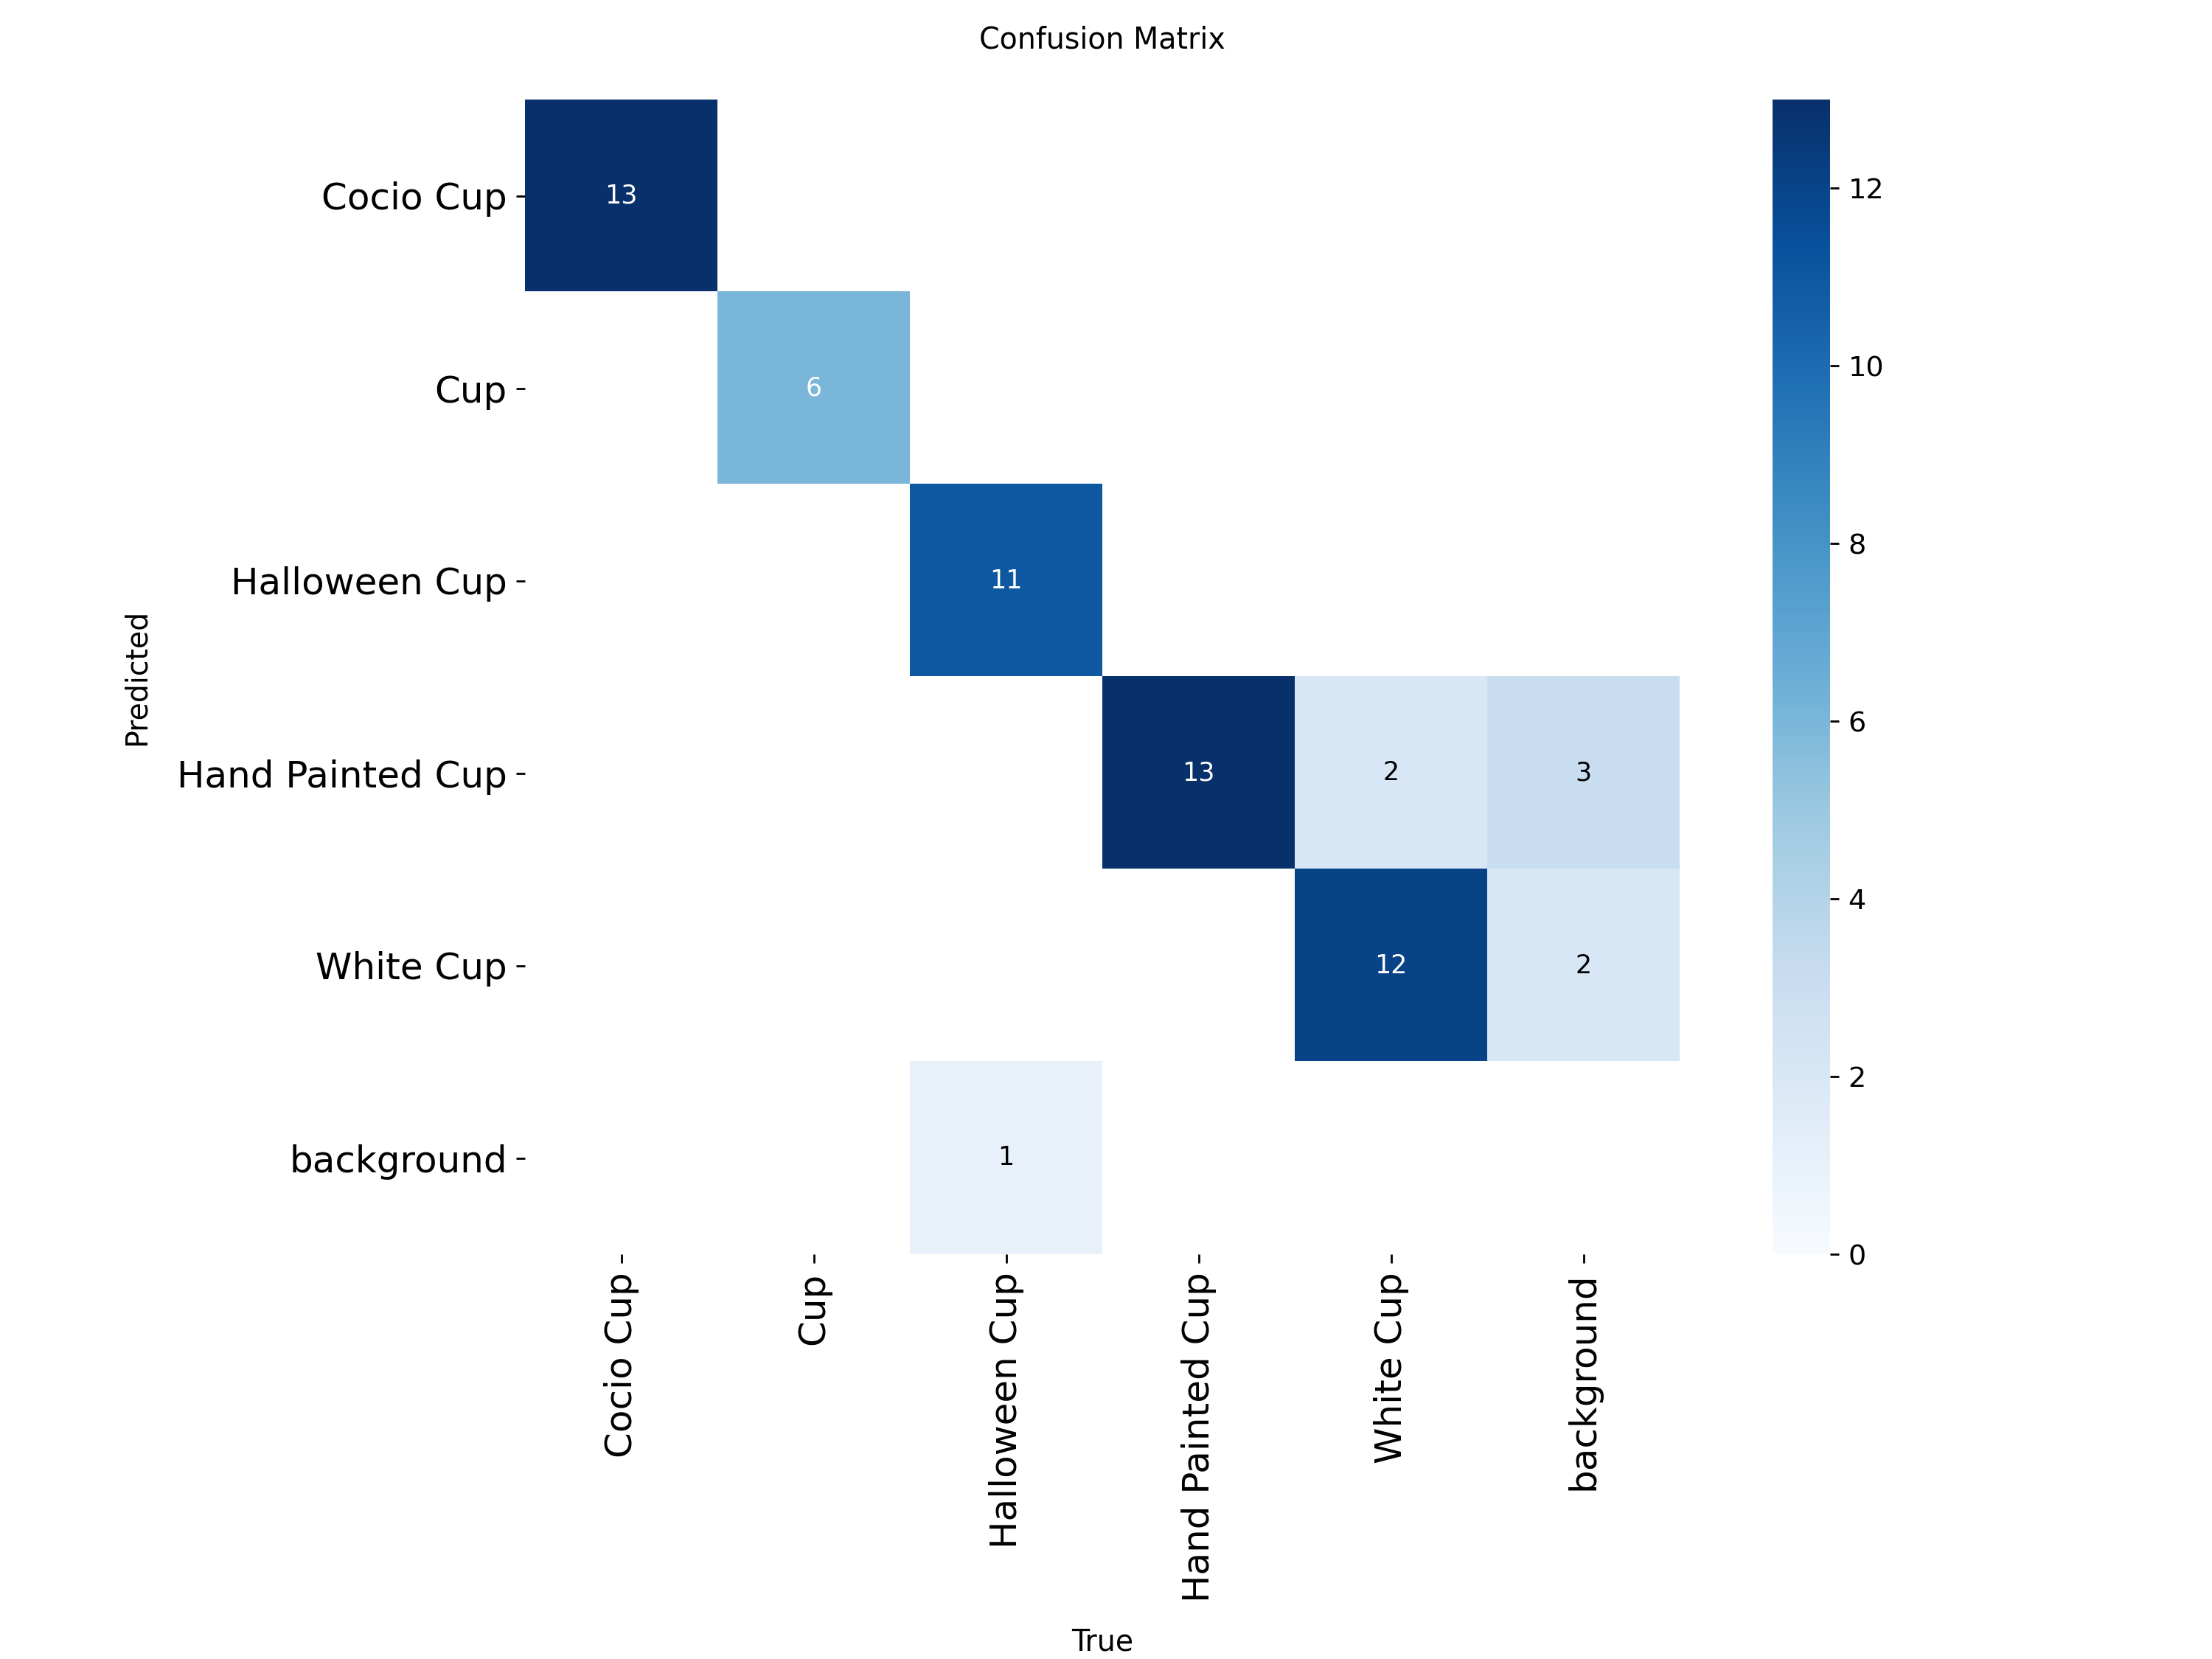 Confusion Matrix
Cocio Cup
13
Cup
6
Halloween Cup
11
Hand Painted Cup
13 2 3
White Cup
12 2
background
1
Predicted
Cocio Cup
Cup
Halloween Cup
Hand Painted Cup
White Cup
background
True
12
10
8
6
4
2
0